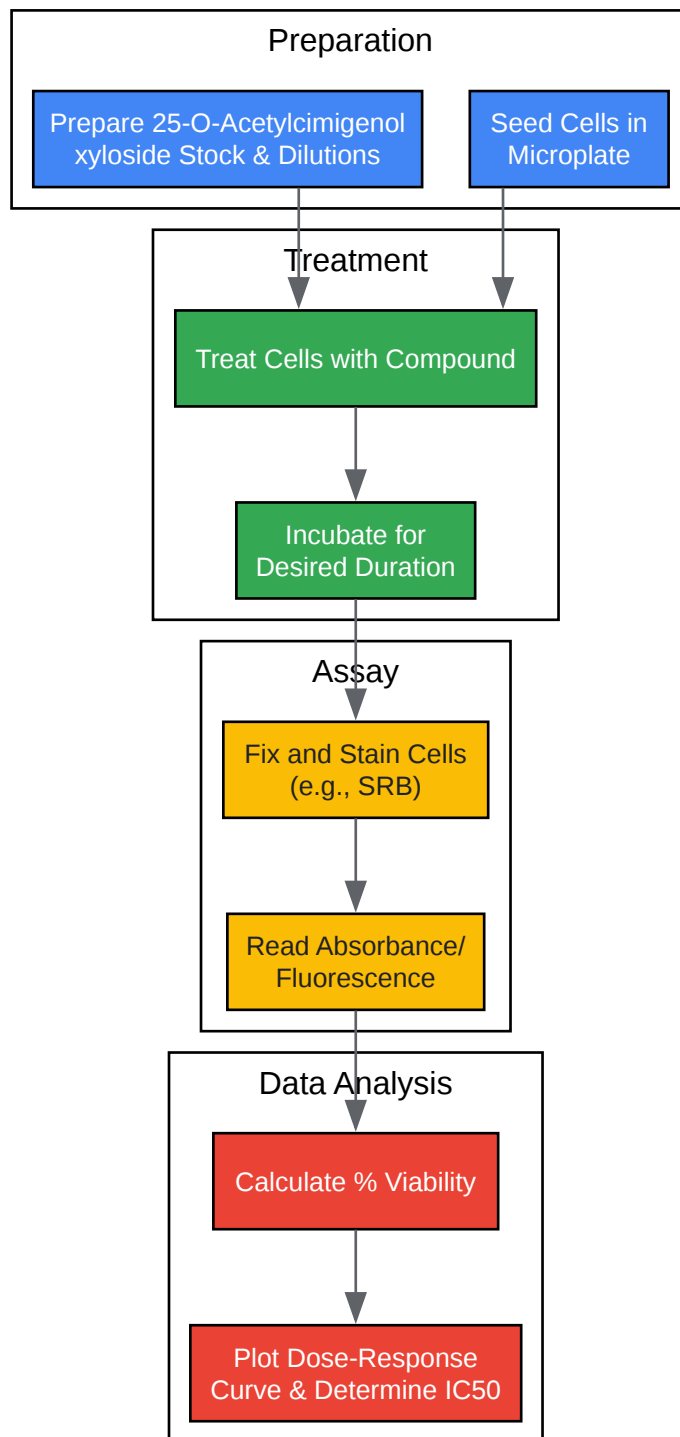 Preparation
Prepare 25-O-Acetylcimigenol
xyloside Stock & Dilutions
Seed Cells in
Microplate
Treatment
Treat Cells with Compound
Incubate for
Desired Duration
Assay
Fix and Stain Cells
(e.g., SRB)
Read Absorbance/
Fluorescence
Data Analysis
Calculate % Viability
Plot Dose-Response
Curve & Determine IC50